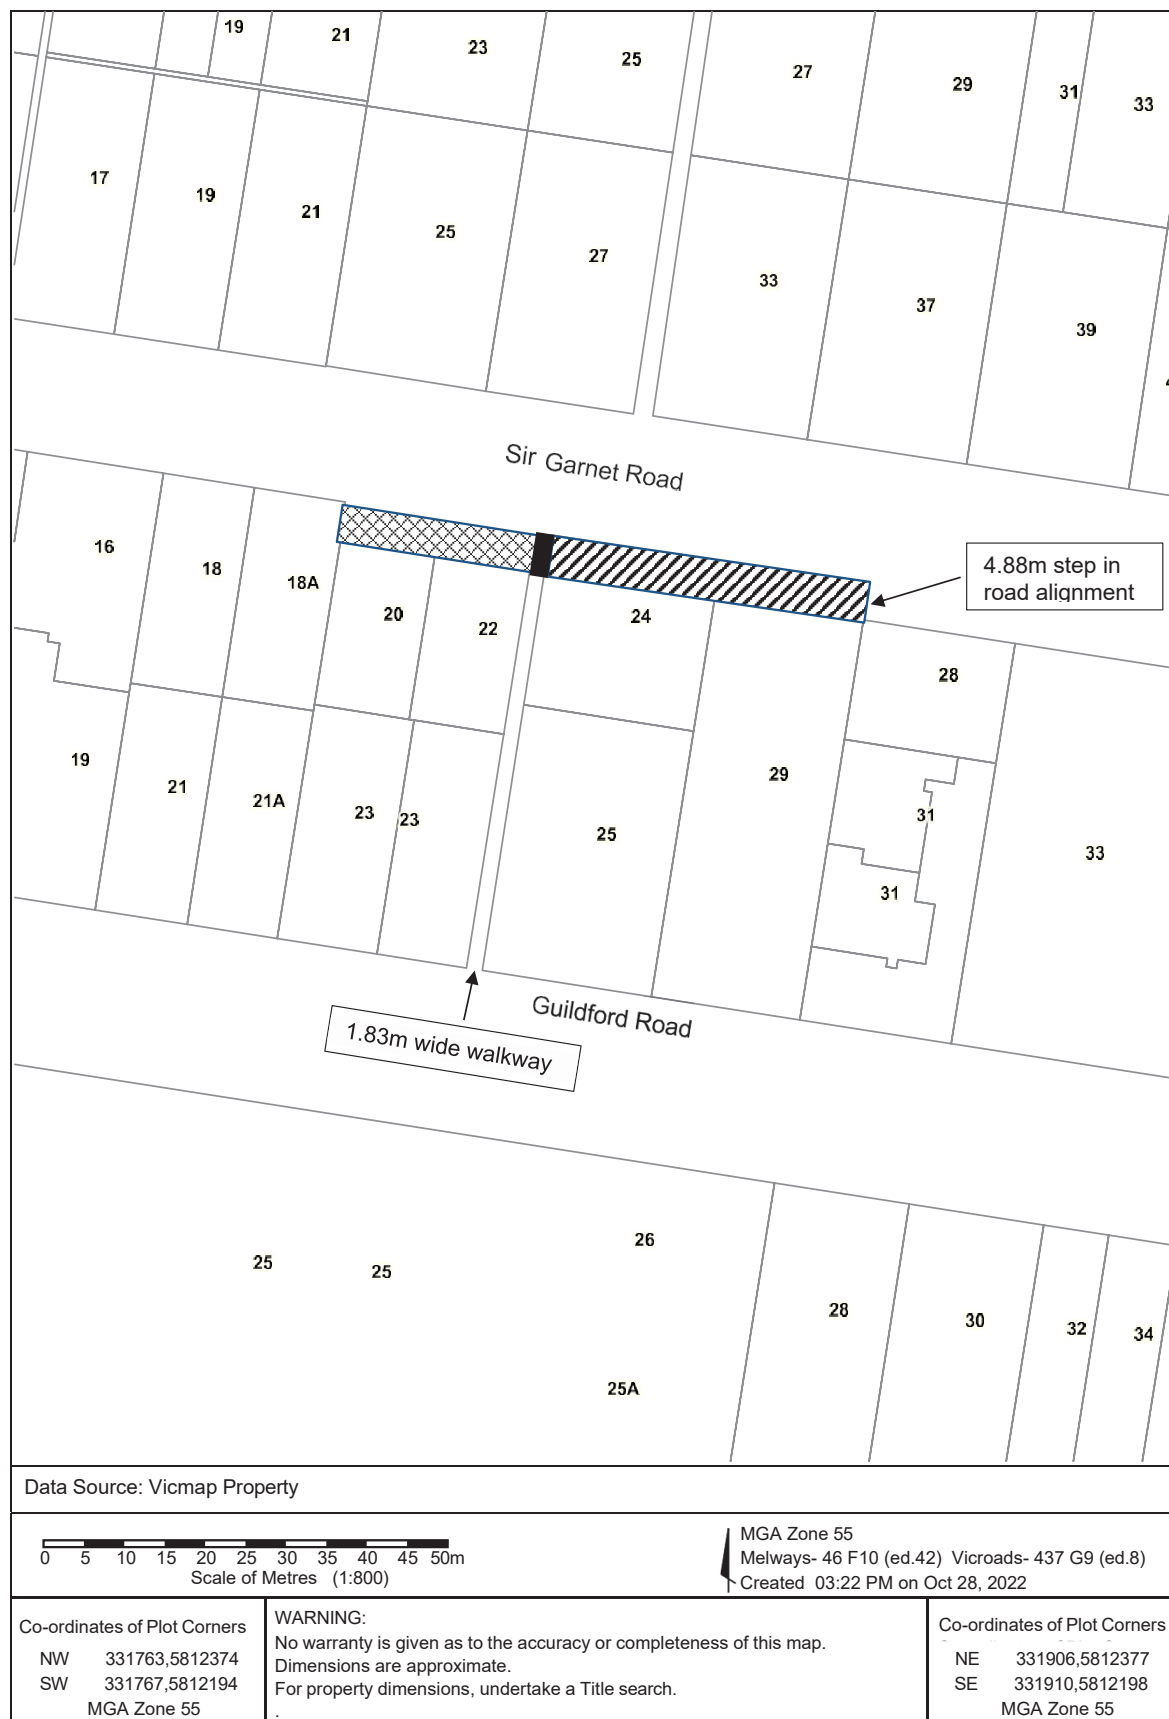 19
21
23
25
27
29
31
33
17
19
21
25
27
33
37
39
Sir Garnet Road
4.88m step in
road alignment
16
18
18A
20
22
24
28
19
21
21A
23
23
25
29
31
31
33
Guildford Road
1.83m wide walkway
26
25
25
28
30
32
34
25A
Data Source: Vicmap Property
0 5 10 15 20 25 30 35 40 45 50m
Scale of Metres (1:800)
MGA Zone 55
Melways- 46 F10 (ed.42) Vicroads- 437 G9 (ed.8)
Created 03:22 PM on Oct 28, 2022
Co-ordinates of Plot Corners
NW 331763,5812374
SW 331767,5812194
MGA Zone 55
WARNING:
No warranty is given as to the accuracy or completeness of this map.
Dimensions are approximate.
For property dimensions, undertake a Title search.
.
Co-ordinates of Plot Corners
NE 331906,5812377
SE 331910,5812198
MGA Zone 55